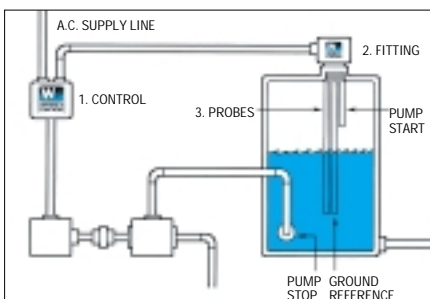 A.C. SUPPLY LINE
2. FITTING
1. CONTROL
3. PROBES
PUMP
START
PUMP
STOP
GROUND
REFERENCE
W